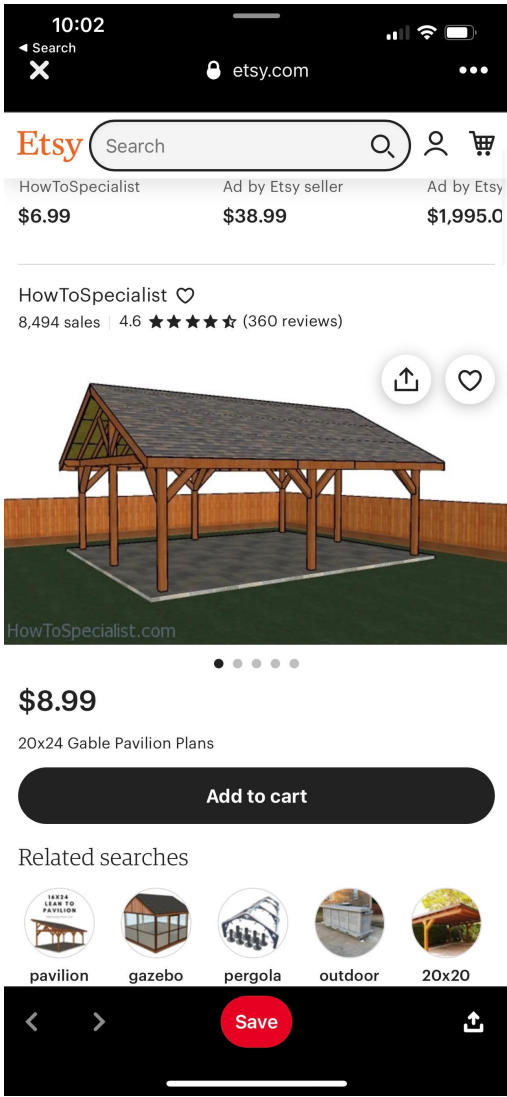 10:02
◀ Search
etsy.com
Etsy
Search
HowToSpecialist
Ad by Etsy seller
Ad by Etsy
$6.99
$38.99
$1,995.0
HowToSpecialist
8,494 sales
4.6
(360 reviews)
HowToSpecialist.com
$8.99
20x24 Gable Pavilion Plans
Add to cart
Related searches
16X24
LEAN TO
PAVILION
pavilion
gazebo
pergola
outdoor
20x20
Save